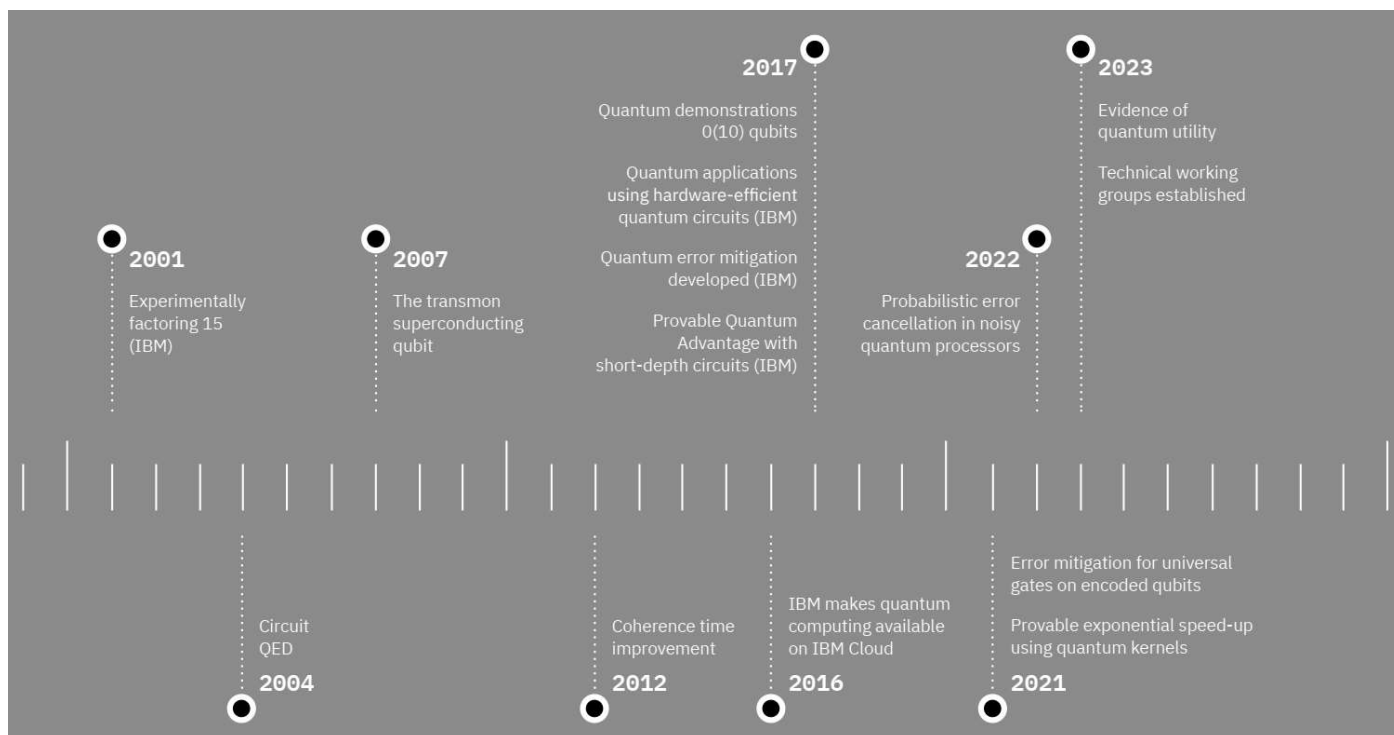 2017
Quantum demonstrations
0(10) qubits
Quantum applications
using hardware-efficient
quantum circuits (IBM)
Quantum error mitigation
developed (IBM)
Provable Quantum
Advantage with
short-depth circuits (IBM)
2023
Evidence of
quantum utility
Technical working
groups established
2001
Experimentally
factoring 15
(IBM)
2007
The transmon
superconducting
qubit
2022
Probabilistic error
cancellation in noisy
quantum processors
Circuit
QED
2004
Coherence time
improvement
2012
IBM makes quantum
computing available
on IBM Cloud
2016
Error mitigation for universal
gates on encoded qubits
Provable exponential speed-up
using quantum kernels
2021